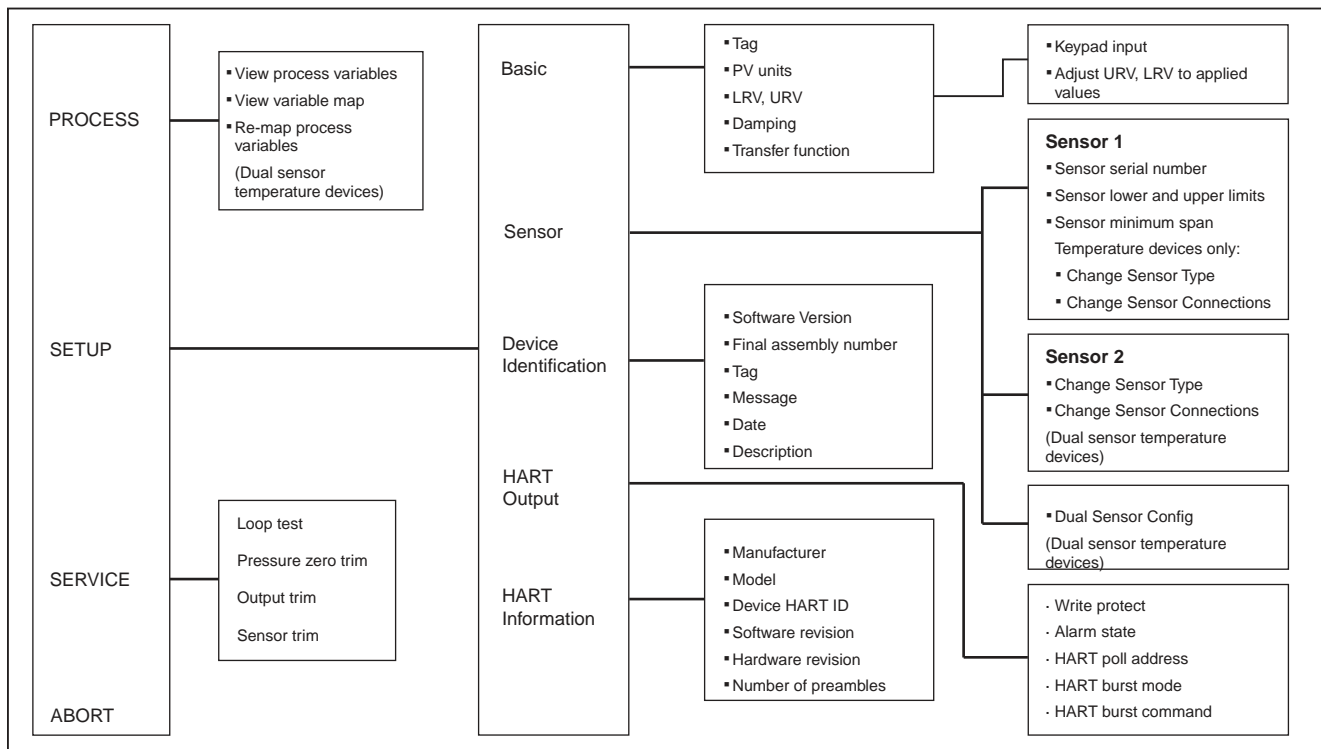 PROCESS
SETUP
SERVICE
ABORT
▪ View process variables
▪ View variable map
▪ Re-map process
variables
(Dual sensor
temperature devices)
Loop test
Pressure zero trim
Output trim
Sensor trim
Basic
Sensor
Device
Identification
HART
Output
HART
Information
▪ Tag
▪ PV units
▪ LRV, URV
▪ Damping
▪ Transfer function
▪ Software Version
▪ Final assembly number
▪ Tag
▪ Message
▪ Date
▪ Description
▪ Manufacturer
▪ Model
▪ Device HART ID
▪ Software revision
▪ Hardware revision
▪ Number of preambles
▪ Keypad input
▪ Adjust URV, LRV to applied
values
Sensor 1
▪ Sensor serial number
▪ Sensor lower and upper limits
▪ Sensor minimum span
Temperature devices only:
▪ Change Sensor Type
▪ Change Sensor Connections
Sensor 2
▪ Change Sensor Type
▪ Change Sensor Connections
(Dual sensor temperature
devices)
▪ Dual Sensor Config
(Dual sensor temperature
devices)
· Write protect
· Alarm state
· HART poll address
· HART burst mode
· HART burst command